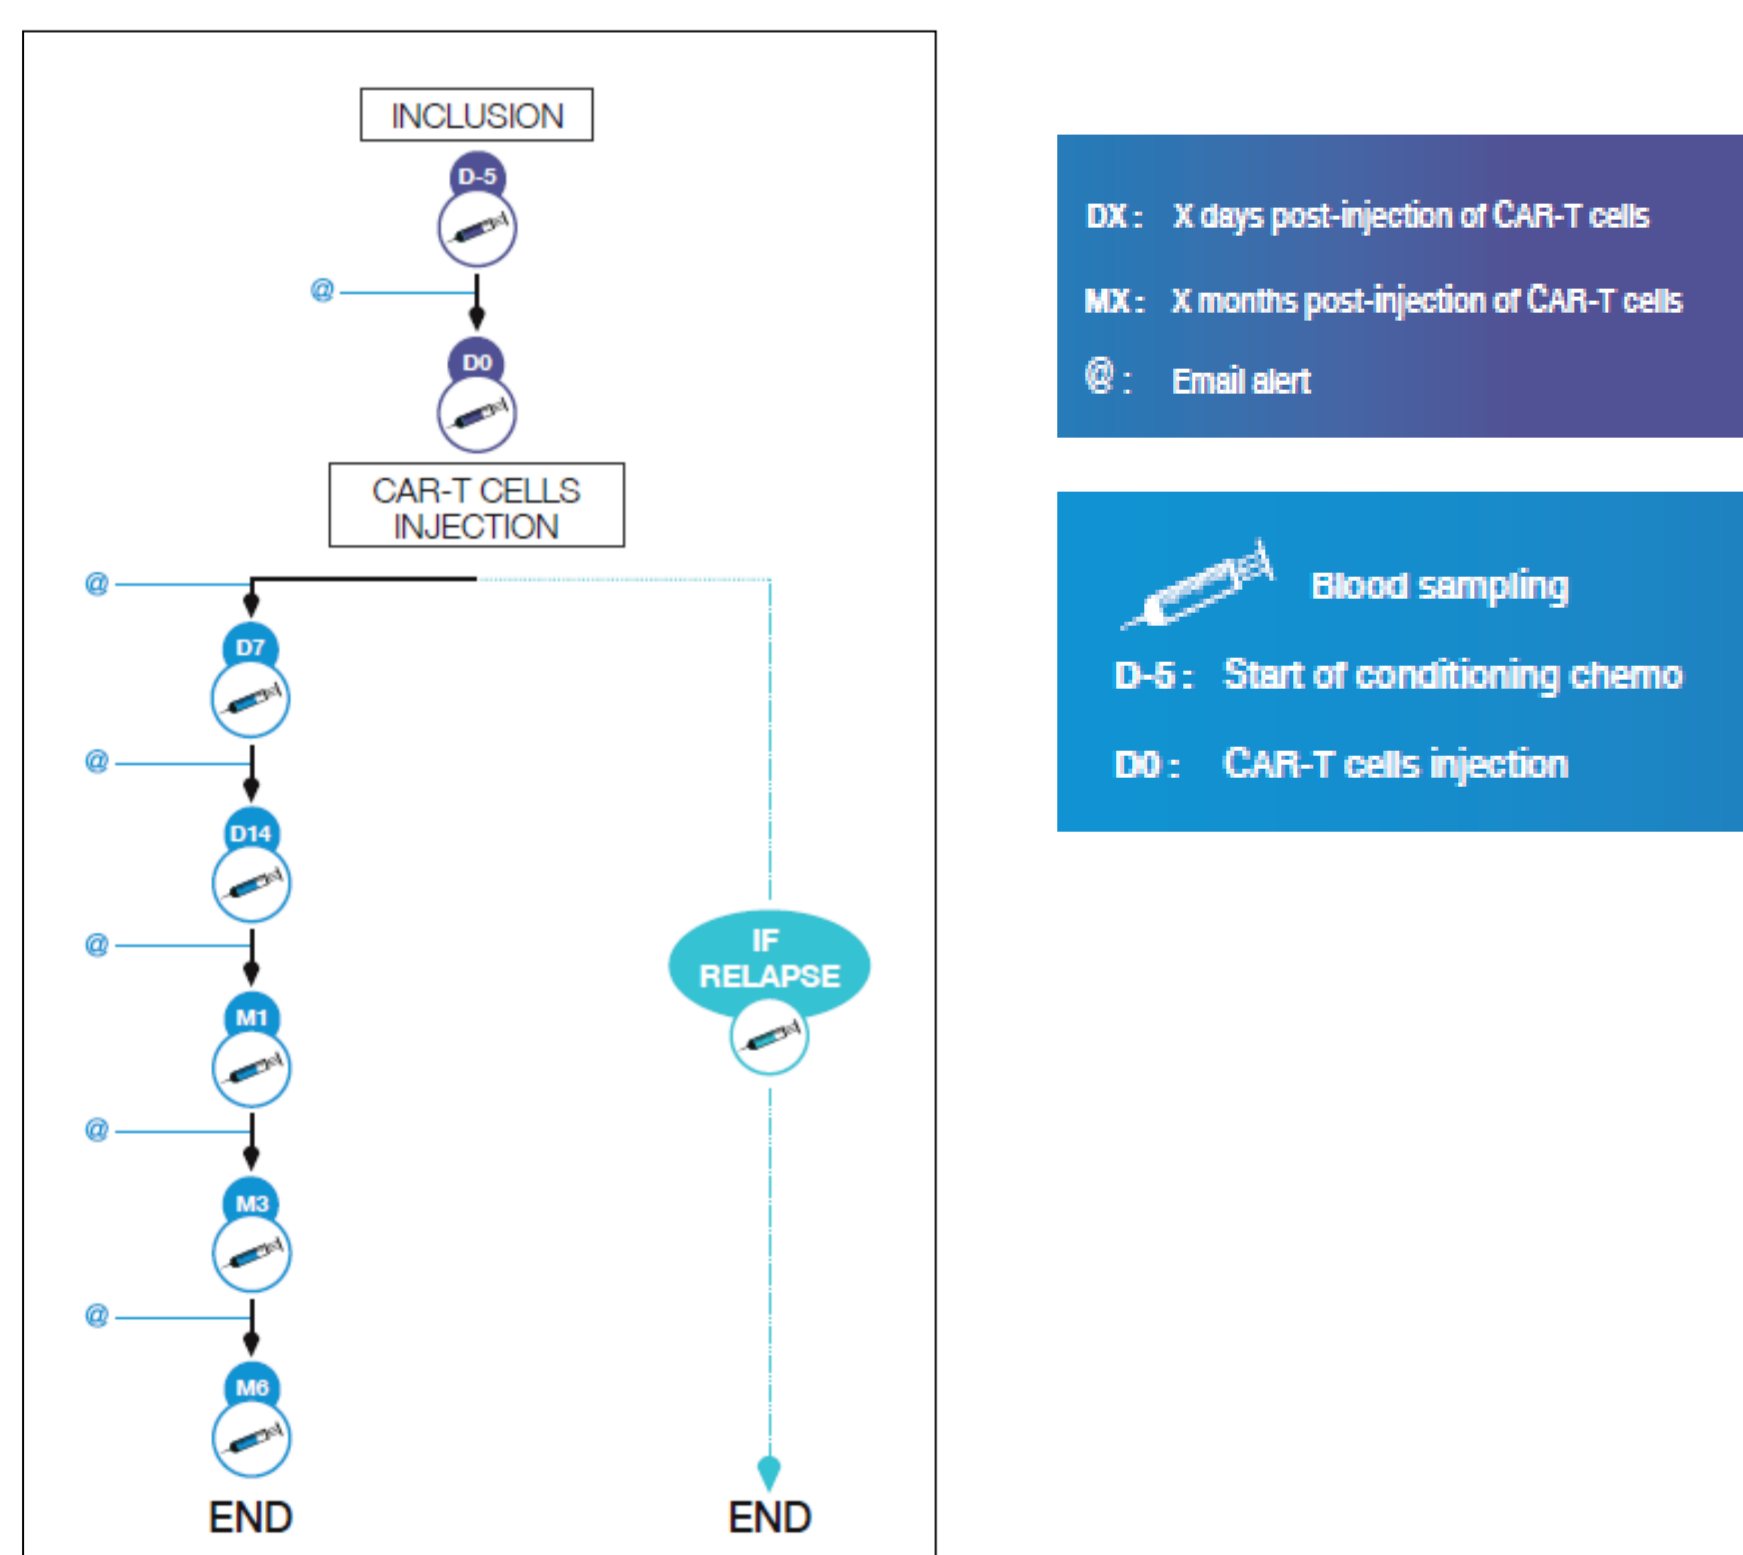 INCLUSION
D-5
@
D0
CAR-T CELLS
INJECTION
@
D7
@
D14
@
M1
@
M3
@
M6
END
IF
RELAPSE
END
DX : X days post-injection of CAR-T cells
MX : X months post-injection of CAR-T cells
@ : Email alert
Blood sampling
D-5 : Start of conditioning chemo
D0 : CAR-T cells injection